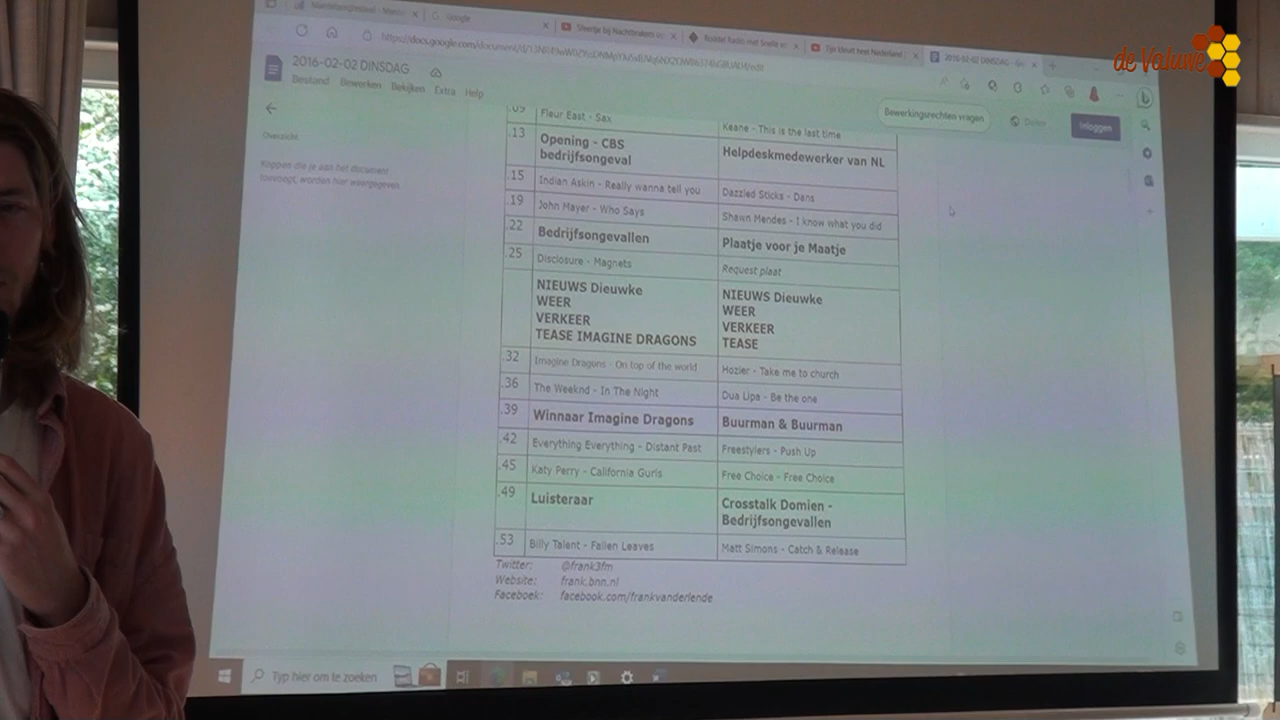 de Valuwe
Google
2016-02-02 DINSDAG
Bestand Bewerken Bekijken Extra Help
Bewerkingsrechten vragen
Delen
Inloggen
Overzicht
Koppen die je aan het document
toevoegt, worden hier weergegeven.
.09 Fleur East - Sax Keane - This is the last time
.13 Opening - CBS
bedrijfsongeval Helpdeskmedewerker van NL
.15 Indian Askin - Really wanna tell you Dazzled Sticks - Dans
.19 John Mayer - Who Says Shawn Mendes - I know what you did
.22 Bedrijfsongevallen Plaatje voor je Maatje
.25 Disclosure - Magnets Request plaat
NIEUWS Dieuwke NIEUWS Dieuwke
WEER WEER
VERKEER VERKEER
TEASE IMAGINE DRAGONS TEASE
.32 Imagine Dragons - On top of the world Hozier - Take me to church
.36 The Weeknd - In The Night Dua Lipa - Be the one
.39 Winnaar Imagine Dragons Buurman & Buurman
.42 Everything Everything - Distant Past Freestylers - Push Up
.45 Katy Perry - California Gurls Free Choice - Free Choice
.49 Luisteraar Crosstalk Domien -
Bedrijfsongevallen
.53 Billy Talent - Fallen Leaves Matt Simons - Catch & Release
Twitter: @frank3fm
Website: frank.bnn.nl
Facebook: facebook.com/frankvanderlende
Typ hier om te zoeken